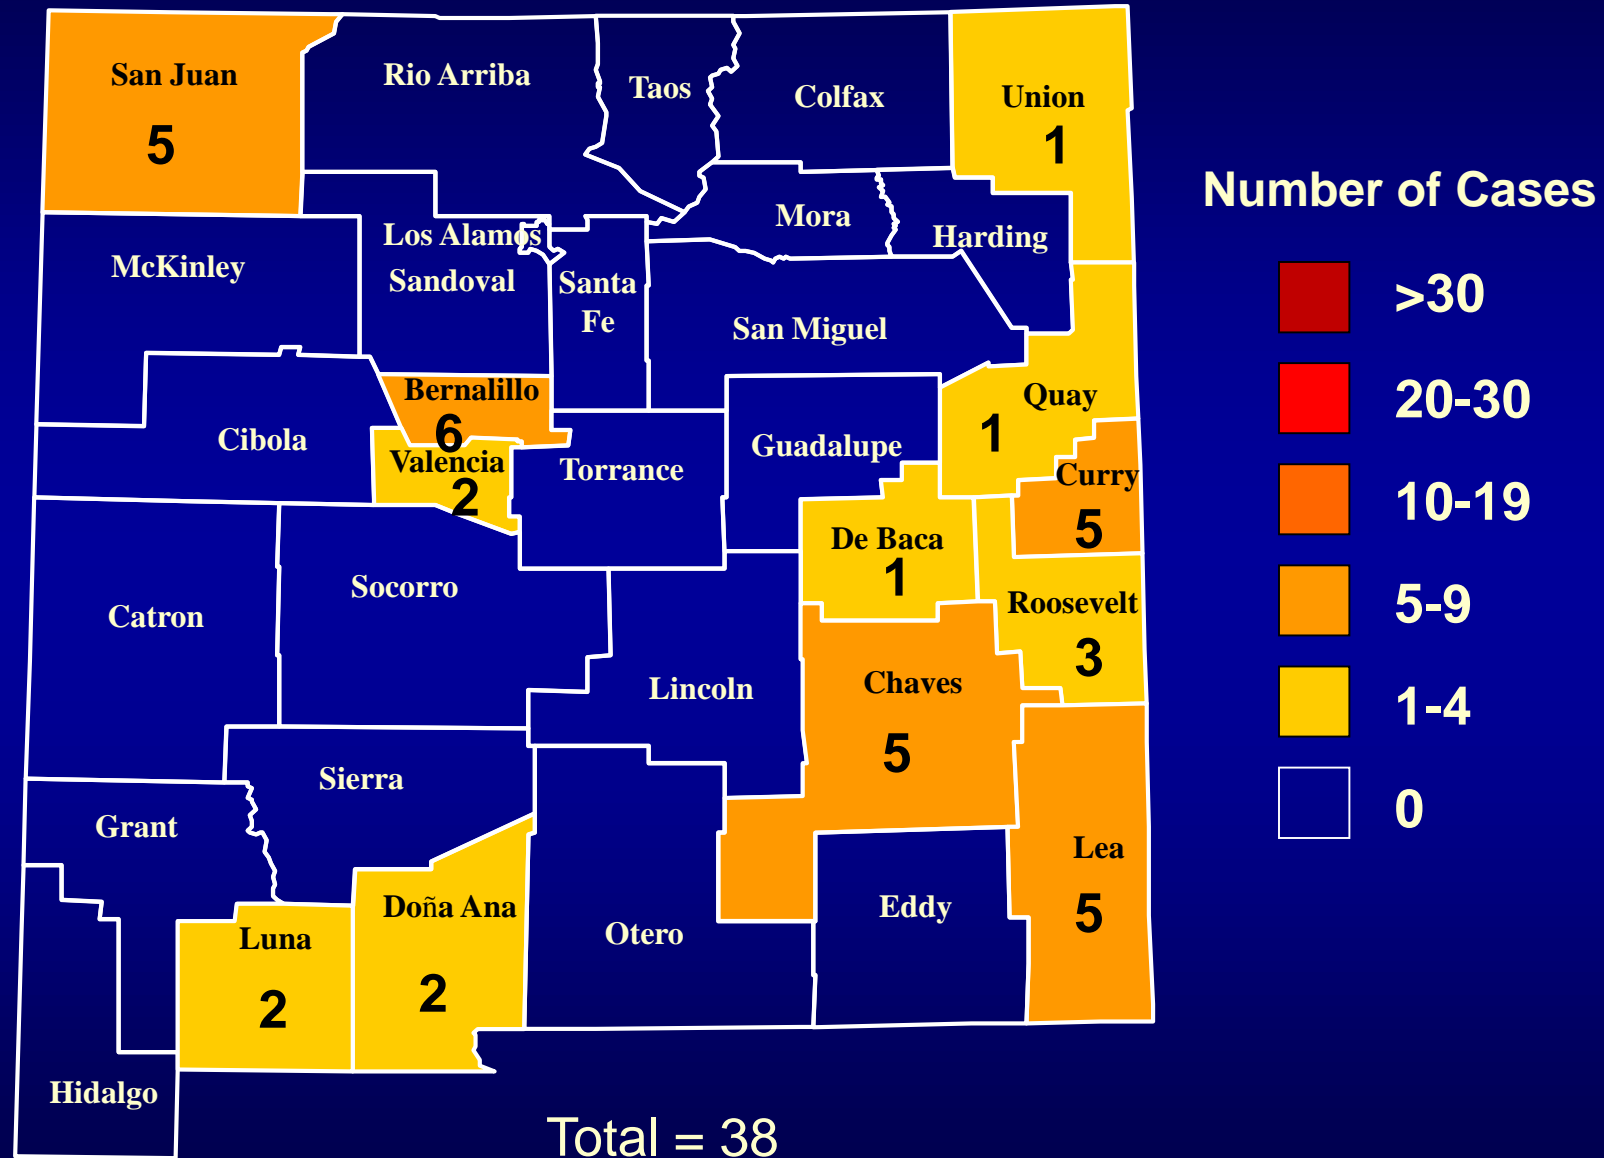 San Juan
5
Rio Arriba
Taos
Colfax
Union
1
Number of Cases
>30
20-30
10-19
5-9
1-4
0
McKinley
Los Alamos
Sandoval
Santa
Fe
Mora
Harding
San Miguel
Bernalillo
6
Quay
1
Cibola
Valencia
2
Torrance
Guadalupe
Curry
5
De Baca
1
Socorro
Catron
Roosevelt
3
Lincoln
Chaves
5
Sierra
Grant
Lea
5
Doña Ana
2
Luna
2
Otero
Eddy
Hidalgo
Total = 38